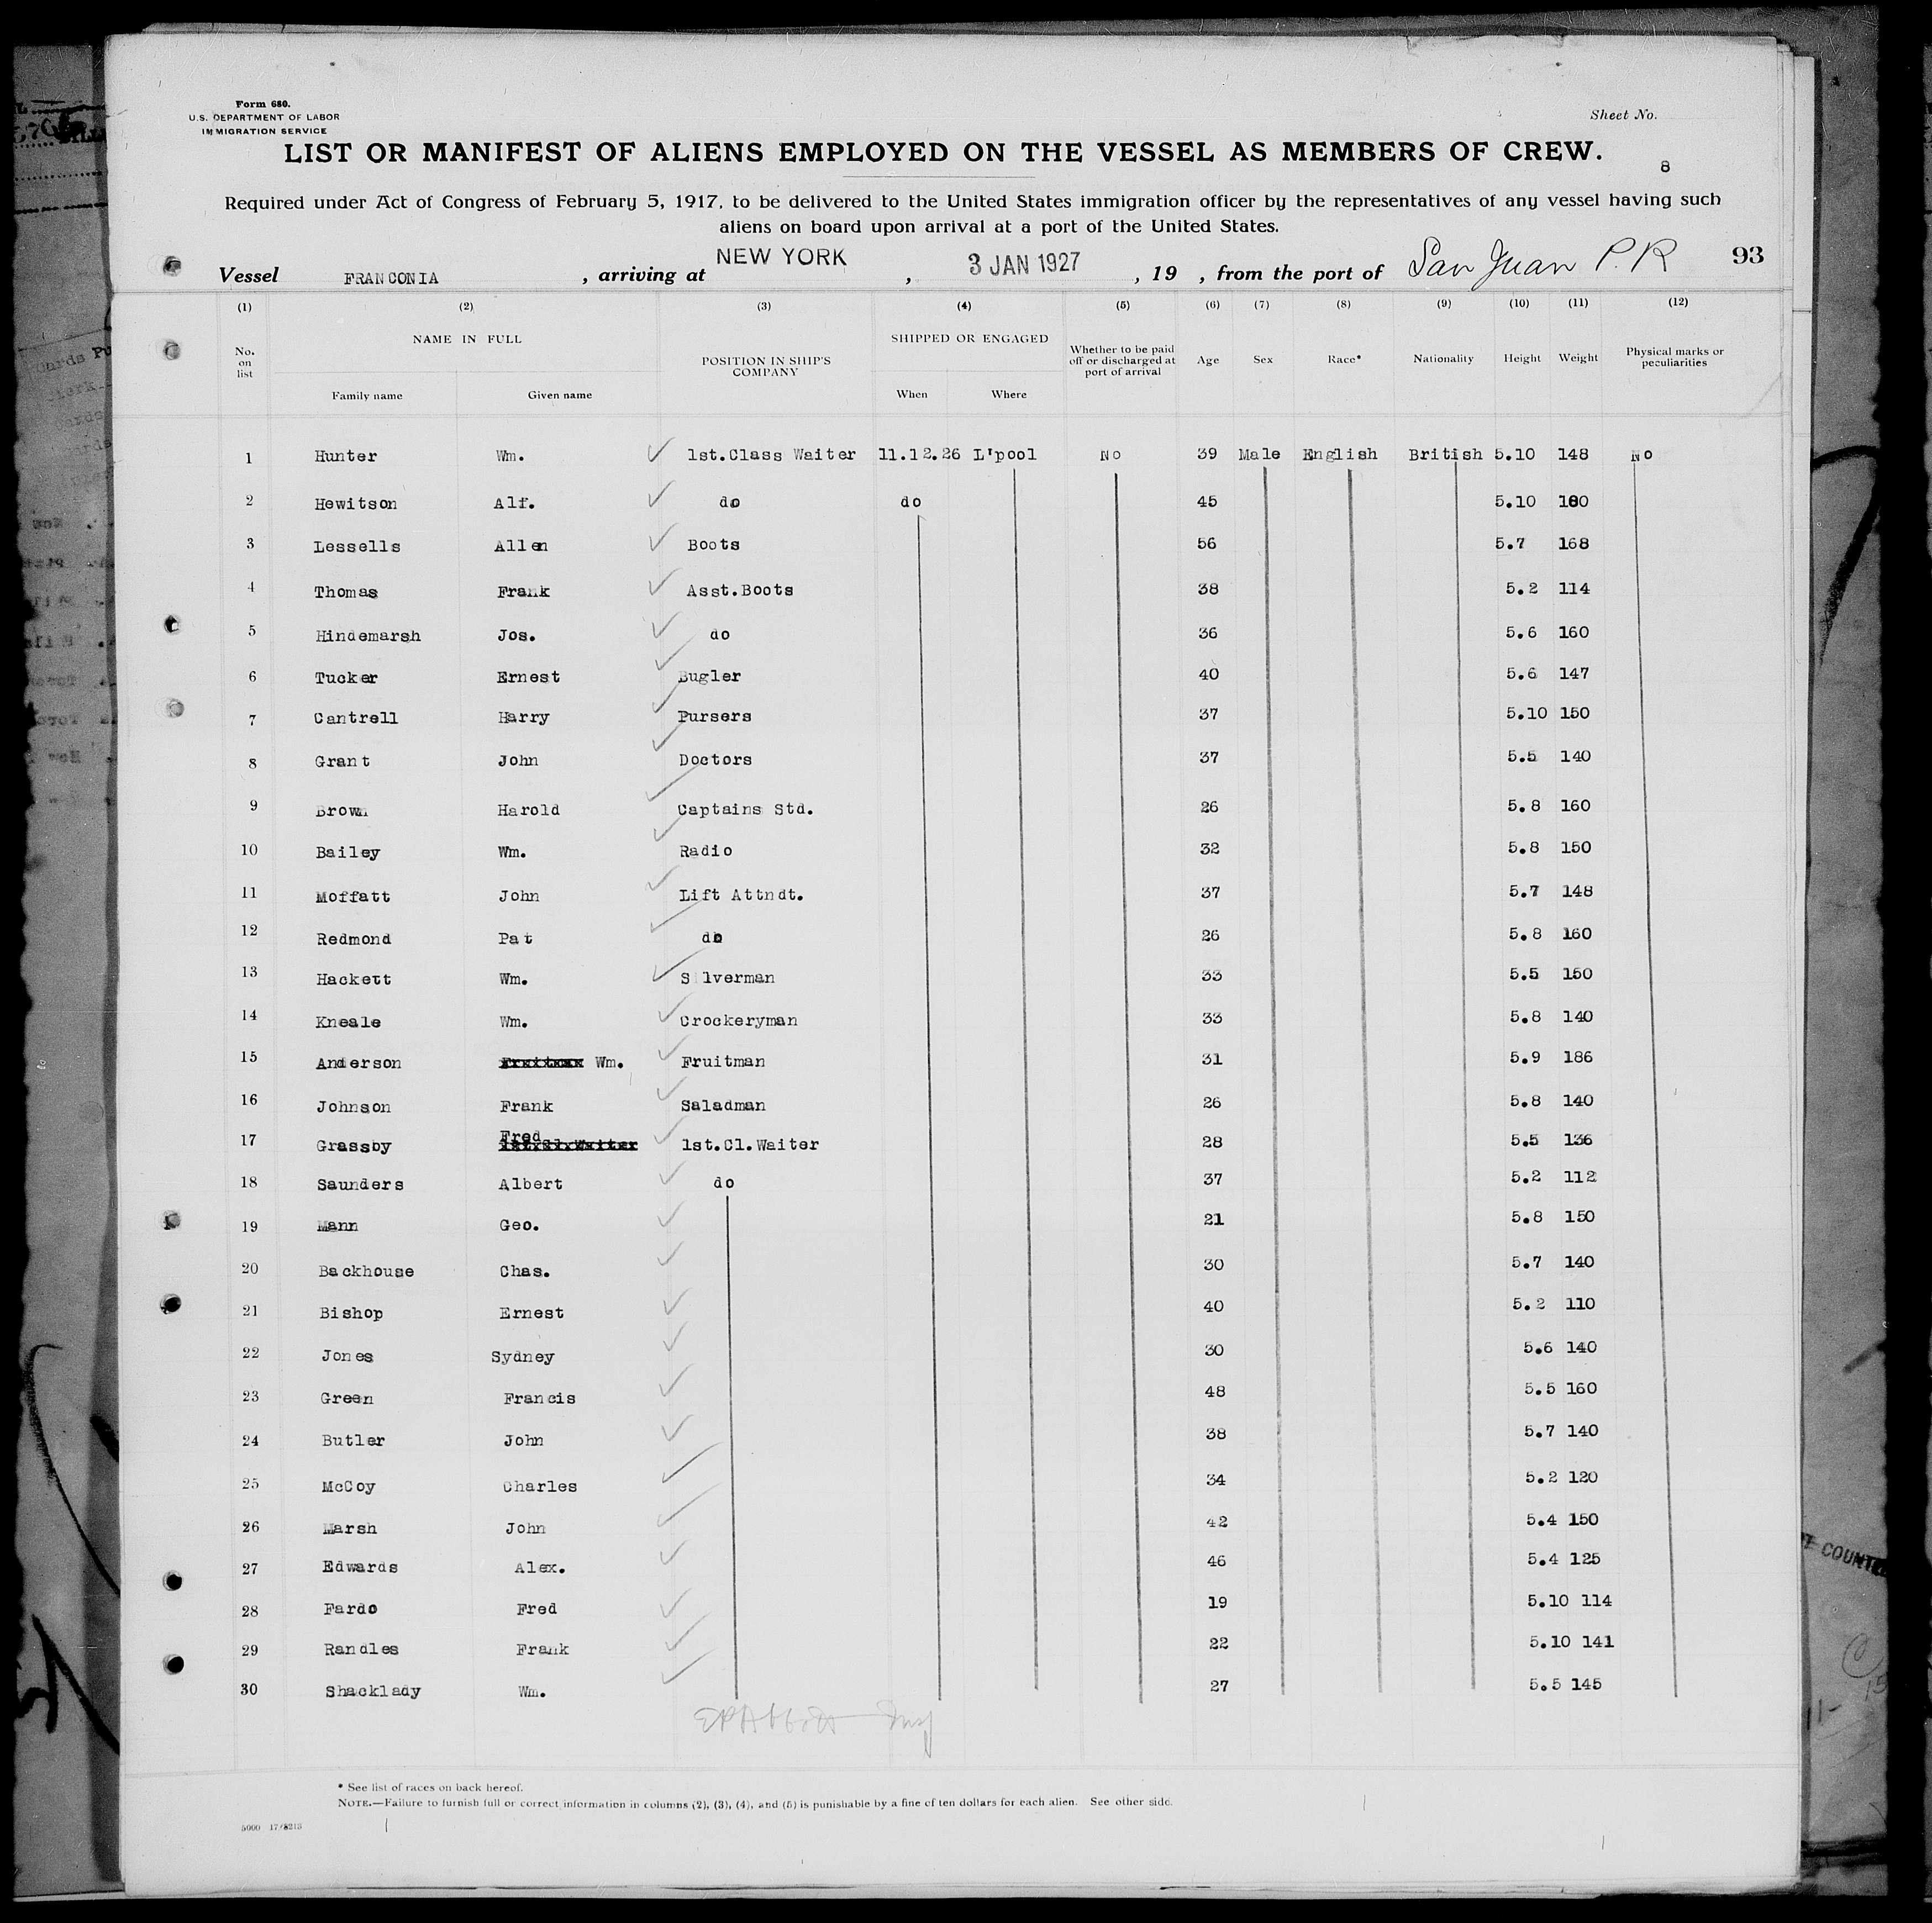 Form 680.
U.S. DEPARTMENT OF LABOR
IMMIGRATION SERVICE
Sheet No.
LIST OR MANIFEST OF ALIENS EMPLOYED ON THE VESSEL AS MEMBERS OF CREW.
8
Required under Act of Congress of February 5, 1917, to be delivered to the United States immigration officer by the representatives of any vessel having such
aliens on board upon arrival at a port of the United States.
Vessel FRANCONIA , arriving at NEW YORK , 3 JAN 1927 , 19 , from the port of San Juan P.R 93
(1) (2) (3) (4) (5) (6) (7) (8) (9) (10) (11) (12)
No. on list NAME IN FULL Family name Given name POSITION IN SHIP'S COMPANY SHIPPED OR ENGAGED When Where Whether to be paid off or discharged at port of arrival Age Sex Race* Nationality Height Weight Physical marks or peculiarities
1 Hunter Wm. 1st.Class Waiter 11.12.26 L'pool No 39 Male English British 5.10 148 No
2 Hewitson Alf. do do 45 5.10 160
3 Lessells Allen Boots 56 5.7 168
4 Thomas Frank Asst.Boots 38 5.2 114
5 Hindemarsh Jos. do 36 5.6 160
6 Tucker Ernest Bugler 40 5.6 147
7 Cantrell Harry Pursers 37 5.10 150
8 Grant John Doctors 37 5.5 140
9 Brown Harold Captains Std. 26 5.8 160
10 Bailey Wm. Radio 32 5.8 150
11 Moffatt John Lift Attndt. 37 5.7 148
12 Redmond Pat do 26 5.8 160
13 Hackett Wm. S lverman 33 5.5 150
14 Kneale Wm. Crockeryman 33 5.8 140
15 Anderson Wm. Fruitman 31 5.9 186
16 Johnson Frank Saladman 26 5.8 140
17 Grassby Fred 1st.Cl.Waiter 1st.Cl.Waiter 28 5.5 136
18 Saunders Albert do 37 5.2 112
19 Mann Geo. 21 5.8 150
20 Backhouse Chas. 30 5.7 140
21 Bishop Ernest 40 5.2 110
22 Jones Sydney 30 5.6 140
23 Green Francis 48 5.5 160
24 Butler John 38 5.7 140
25 McCoy Charles 34 5.2 120
26 Marsh John 42 5.4 150
27 Edwards Alex. 46 5.4 125
28 Fardo Fred 19 5.10 114
29 Randles Frank 22 5.10 141
30 Shacklady Wm. 27 5.5 145
* See list of races on back hereof.
NOTE.—Failure to furnish full or correct information in columns (2), (3), (4), and (5) is punishable by a fine of ten dollars for each alien. See other side.